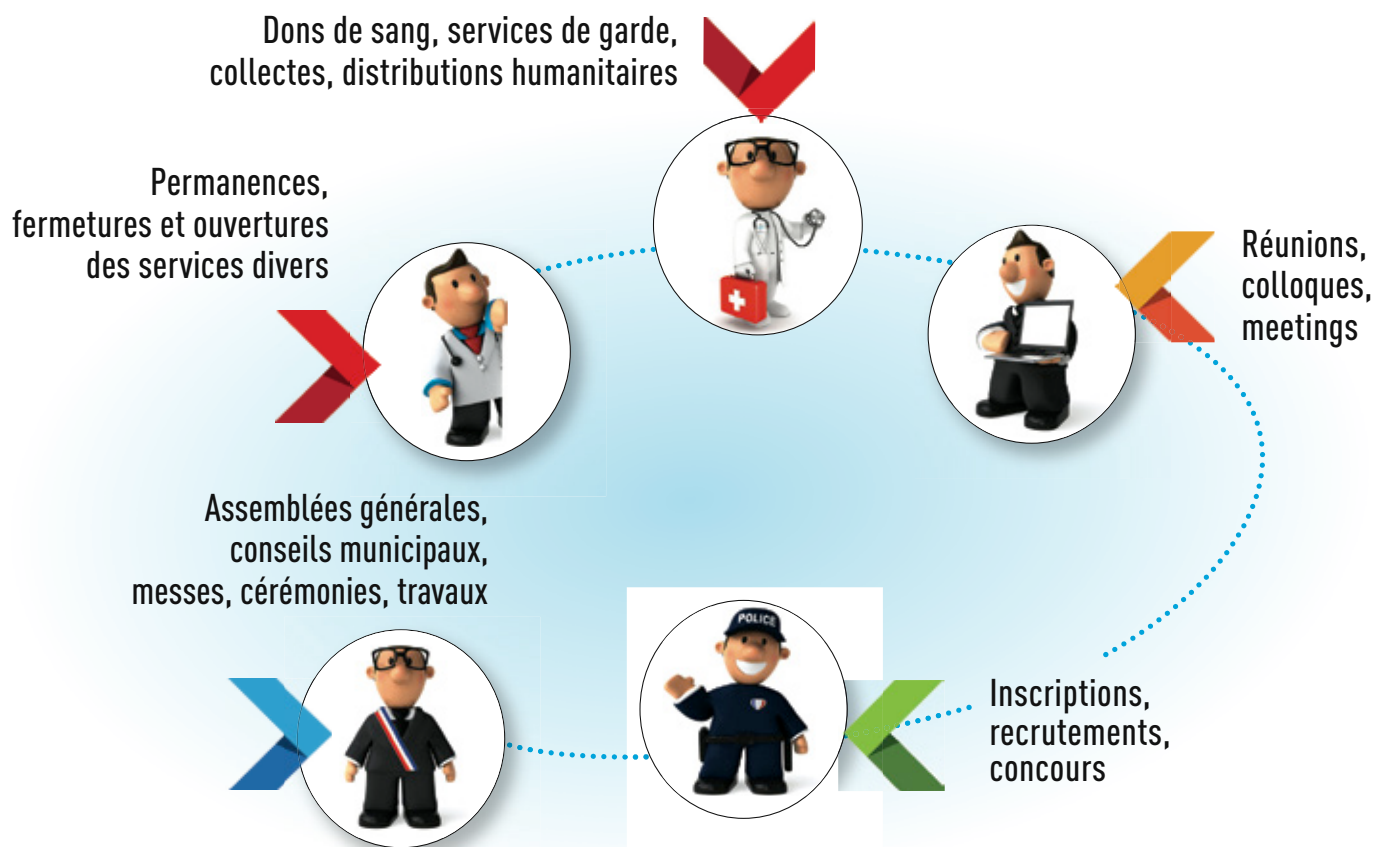 Dons de sang, services de garde,
collectes, distributions humanitaires
Permanences,
fermetures et ouvertures
des services divers
Réunions,
colloques,
meetings
Assemblées générales,
conseils municipaux,
messes, cérémonies, travaux
POLICE
Inscriptions,
recrutements,
concours